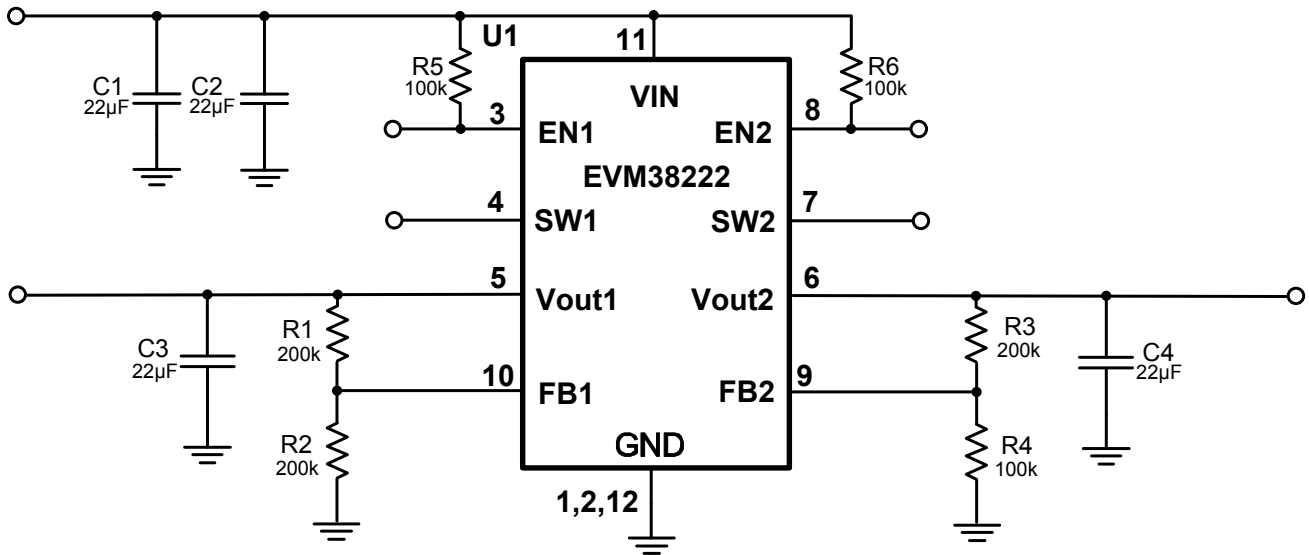 U1
11
C1
22µF
C2
22µF
R5
100k
R6
100k
VIN
3
EN1
EN2
8
EVM38222
4
SW1
SW2
7
5
Vout1
Vout2
6
R1
200k
R3
200k
C3
22µF
C4
22µF
10
FB1
FB2
9
R2
200k
R4
100k
GND
1,2,12